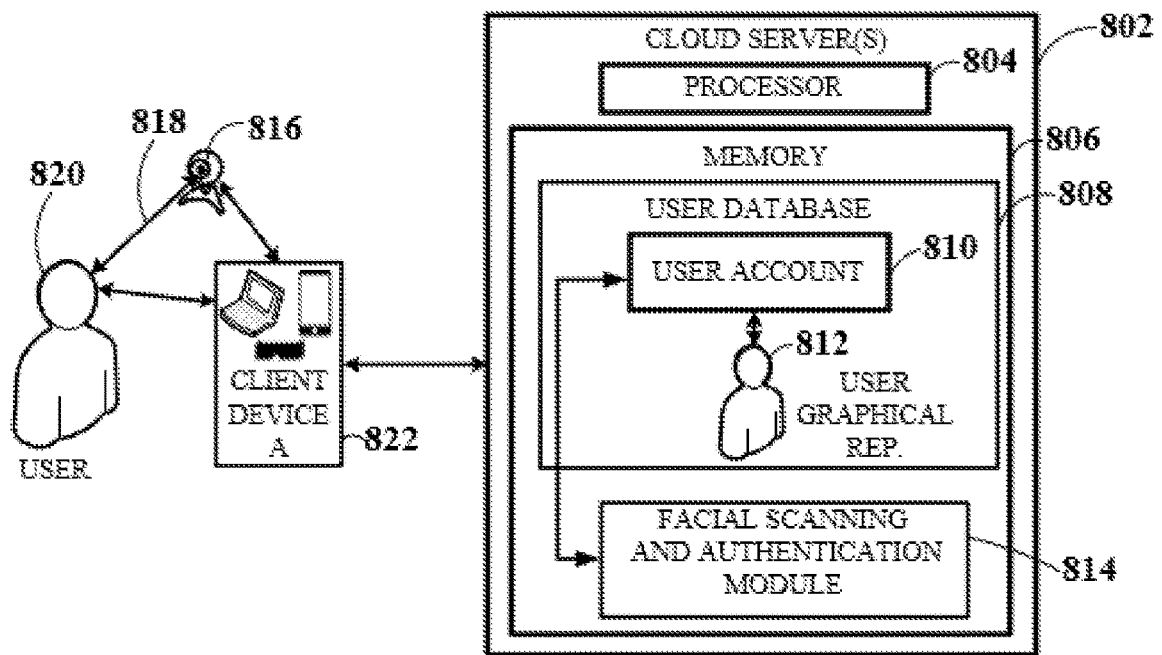 CLOUD SERVER(S)
802
804
PROCESSOR
818
816
806
MEMORY
820
808
USER DATABASE
810
USER ACCOUNT
812
CLIENT
DEVICE
A
822
USER
GRAPHICAL
REP.
USER
FACIAL SCANNING
AND AUTHENTICATION
MODULE
814